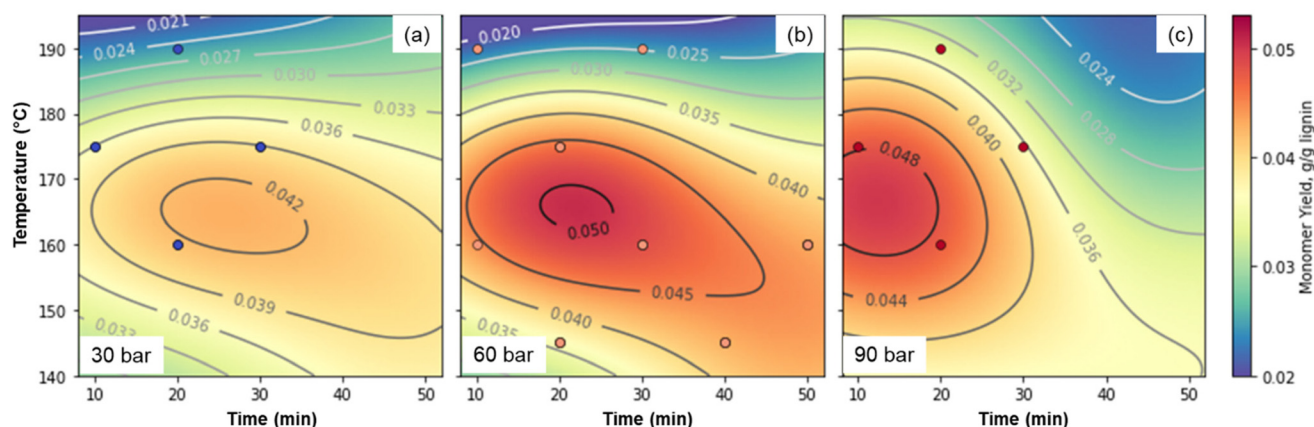 (a)
(b)
(c)
Temperature (°C)
190
180
170
160
150
140
0.021
0.024
0.027
0.030
0.033
0.036
0.042
0.039
0.036
0.033
30 bar
0.020
0.025
0.030
0.035
0.040
0.050
0.045
0.040
0.035
60 bar
0.024
0.032
0.028
0.040
0.048
0.036
0.044
90 bar
10 20 30 40 50
10 20 30 40 50
10 20 30 40 50
Time (min)
Time (min)
Time (min)
0.05
0.04
0.03
0.02
Monomer Yield, g/g lignin